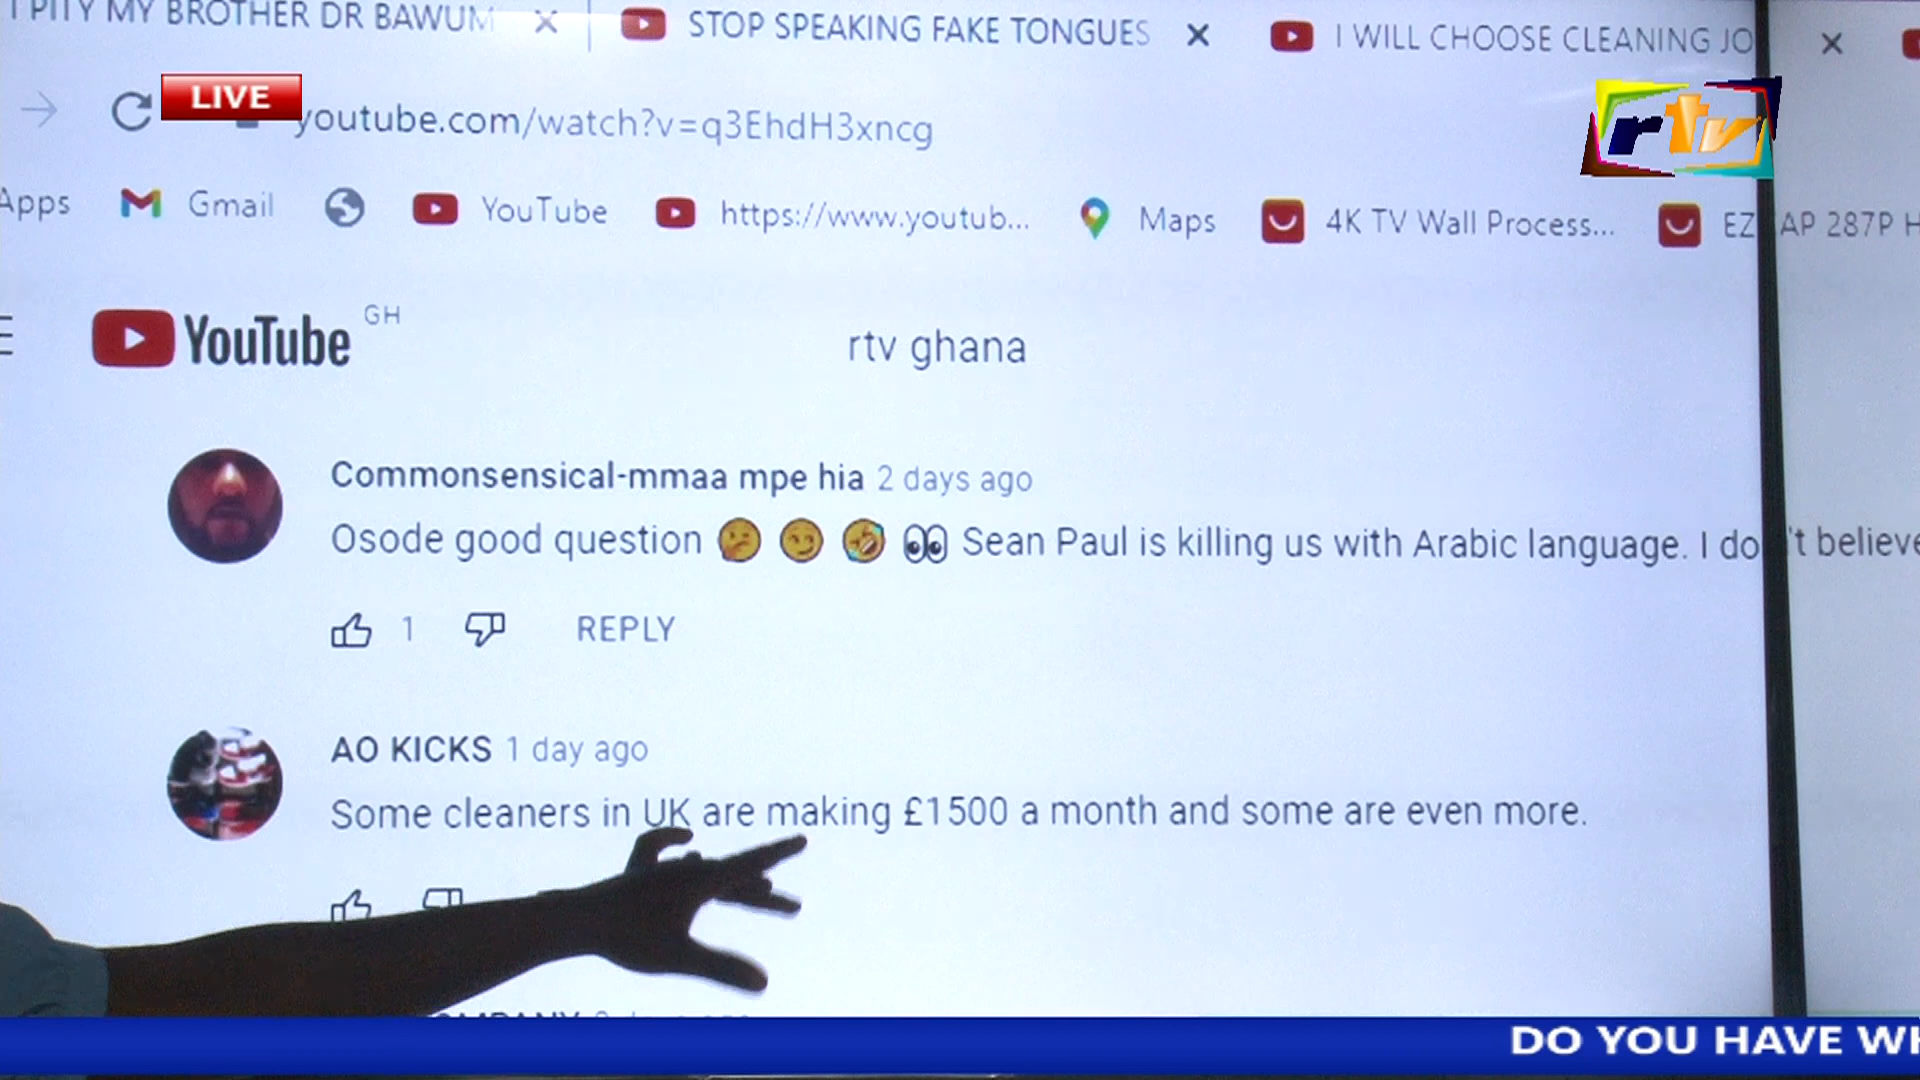 I PITY MY BROTHER DR BAWUM
STOP SPEAKING FAKE TONGUES
I WILL CHOOSE CLEANING JO
LIVE
youtube.com/watch?v=q3EhdH3xncg
rtv
Apps
Gmail
YouTube
https://www.youtub...
Maps
4K TV Wall Process...
EZ AP 287P H
YouTube GH
rtv ghana
Commonsensical-mmaa mpe hia 2 days ago
Osode good question 🤔 😏 🤣 👀 Sean Paul is killing us with Arabic language. I do 't believe
1
REPLY
AO KICKS 1 day ago
Some cleaners in UK are making £1500 a month and some are even more.
DO YOU HAVE WH